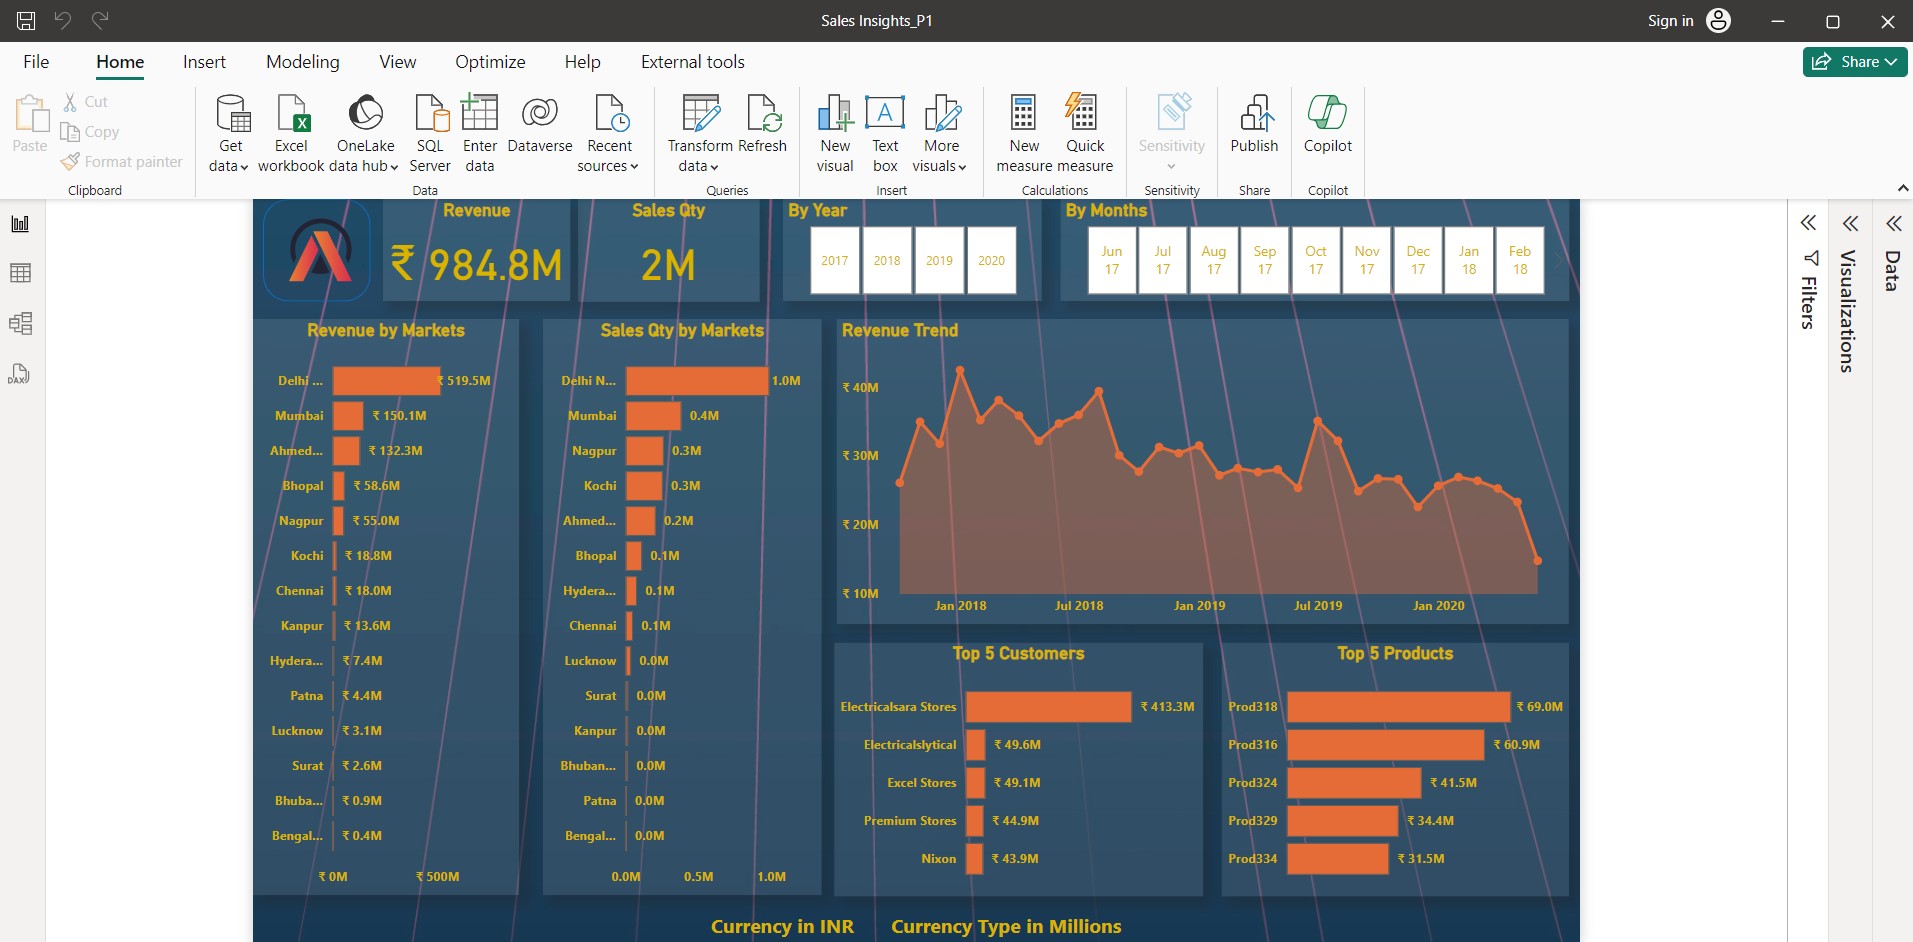 Sales Insights_P1
Sign in
File Home Insert Modeling View Optimize Help External tools
Share
Paste
Cut
Copy
Format painter
Clipboard
Get data
Excel workbook
OneLake data hub
SQL Server
Enter data
Dataverse
Recent sources
Data
Transform data
Refresh
Queries
New visual
Text box
More visuals
Insert
New measure
Quick measure
Calculations
Sensitivity
Sensitivity
Publish
Share
Copilot
Copilot
DAX
Revenue
₹ 984.8M
Sales Qty
2M
By Year
2017 2018 2019 2020
By Months
Jun 17
Jul 17
Aug 17
Sep 17
Oct 17
Nov 17
Dec 17
Jan 18
Feb 18
Filters
Visualizations
Data
Revenue by Markets
Delhi ... ₹ 519.5M
Mumbai ₹ 150.1M
Ahmed... ₹ 132.3M
Bhopal ₹ 58.6M
Nagpur ₹ 55.0M
Kochi ₹ 18.8M
Chennai ₹ 18.0M
Kanpur ₹ 13.6M
Hydera... ₹ 7.4M
Patna ₹ 4.4M
Lucknow ₹ 3.1M
Surat ₹ 2.6M
Bhuba... ₹ 0.9M
Bengal... ₹ 0.4M
₹ 0M ₹ 500M
Sales Qty by Markets
Delhi N... 1.0M
Mumbai 0.4M
Nagpur 0.3M
Kochi 0.3M
Ahmed... 0.2M
Bhopal 0.1M
Hydera... 0.1M
Chennai 0.1M
Lucknow 0.0M
Surat 0.0M
Kanpur 0.0M
Bhuban... 0.0M
Patna 0.0M
Bengal... 0.0M
0.0M 0.5M 1.0M
Revenue Trend
₹ 40M
₹ 30M
₹ 20M
₹ 10M
Jan 2018 Jul 2018 Jan 2019 Jul 2019 Jan 2020
Top 5 Customers
Electricalsara Stores ₹ 413.3M
Electricalslytical ₹ 49.6M
Excel Stores ₹ 49.1M
Premium Stores ₹ 44.9M
Nixon ₹ 43.9M
Top 5 Products
Prod318 ₹ 69.0M
Prod316 ₹ 60.9M
Prod324 ₹ 41.5M
Prod329 ₹ 34.4M
Prod334 ₹ 31.5M
Currency in INR Currency Type in Millions